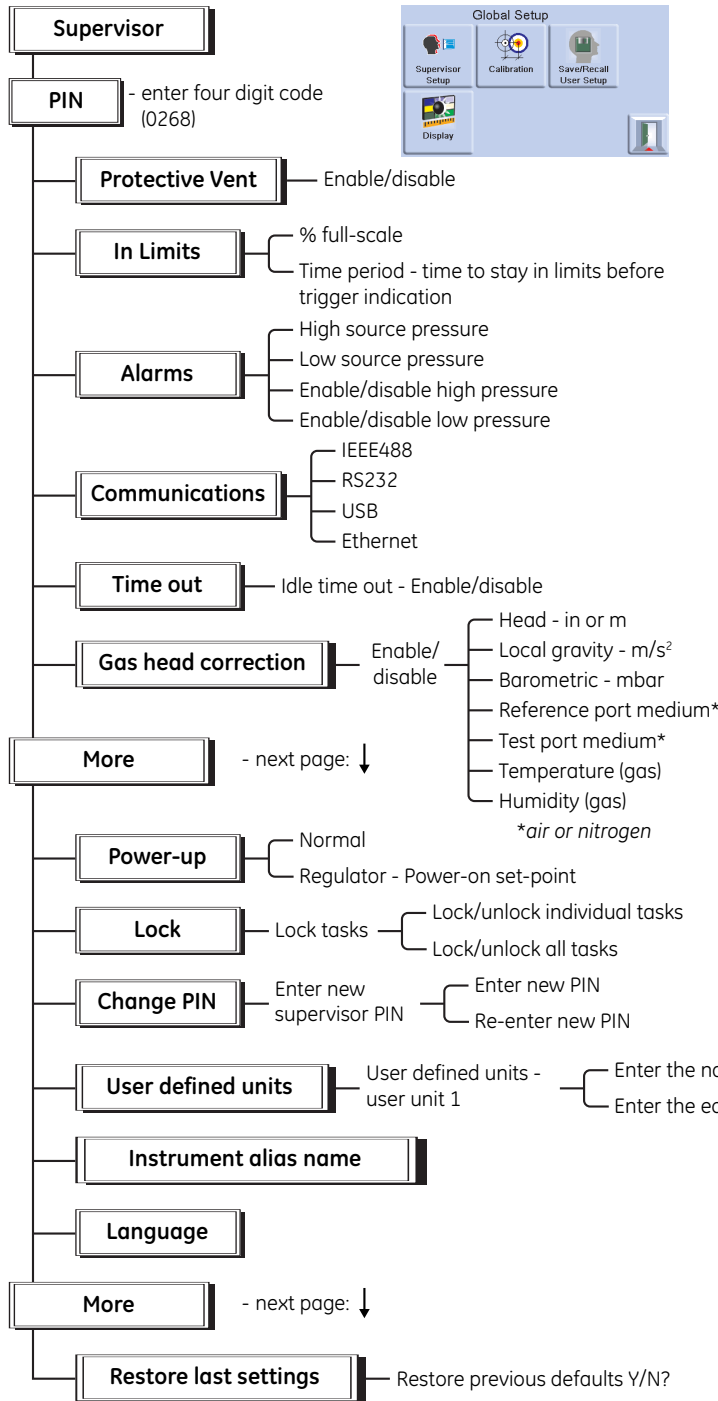 Supervisor
Global Setup
Supervisor
Setup
Calibration
Save/Recall
User Setup
Display
PIN
- enter four digit code
(0268)
Protective Vent
Enable/disable
In Limits
% full-scale
Time period - time to stay in limits before
trigger indication
Alarms
High source pressure
Low source pressure
Enable/disable high pressure
Enable/disable low pressure
Communications
IEEE488
RS232
USB
Ethernet
Time out
Idle time out - Enable/disable
Gas head correction
Enable/
disable
Head - in or m
Local gravity - m/s²
Barometric - mbar
Reference port medium*
Test port medium*
Temperature (gas)
Humidity (gas)
*air or nitrogen
More
- next page: ↓
Power-up
Normal
Regulator - Power-on set-point
Lock
Lock tasks
Lock/unlock individual tasks
Lock/unlock all tasks
Change PIN
Enter new
supervisor PIN
Enter new PIN
Re-enter new PIN
User defined units
User defined units -
user unit 1
Enter the
Enter the
Instrument alias name
Language
More
- next page: ↓
Restore last settings
Restore previous defaults Y/N?